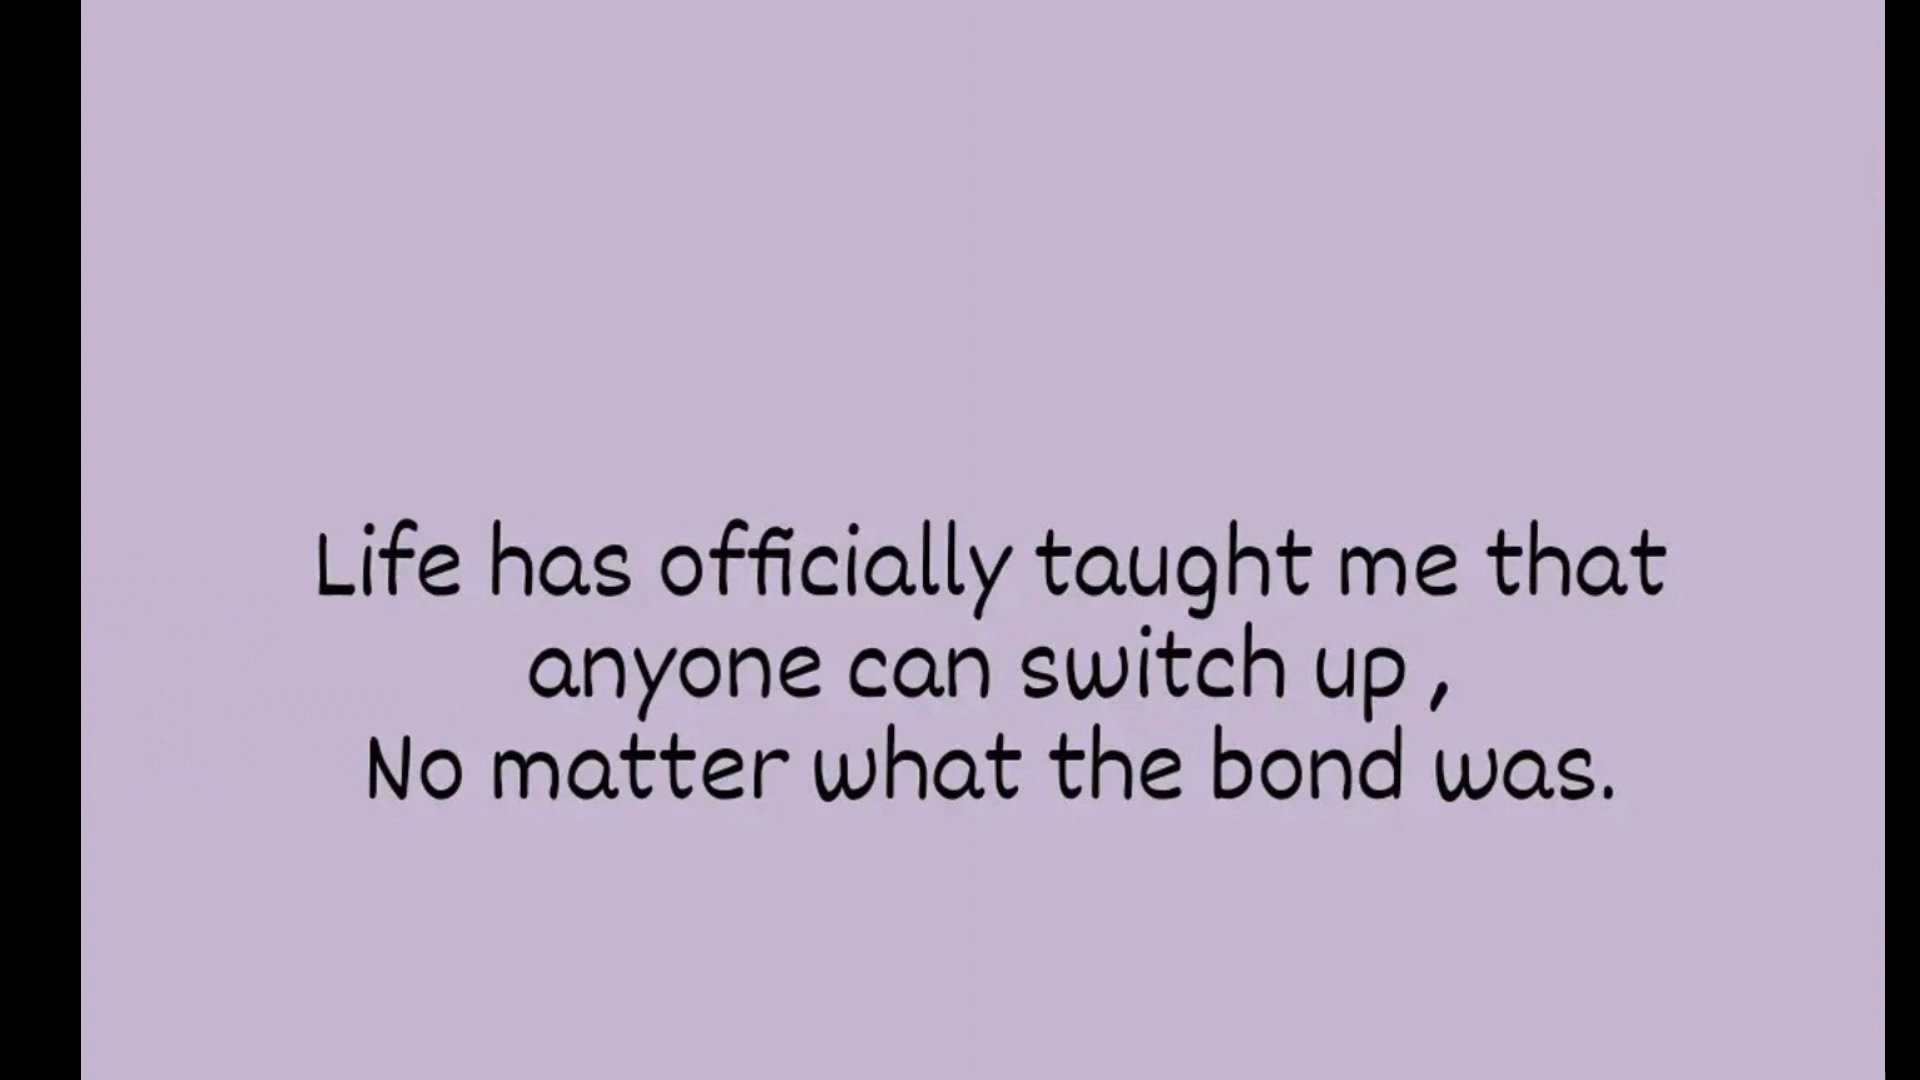 Life has officially taught me that
anyone can switch up ,
No matter what the bond was.